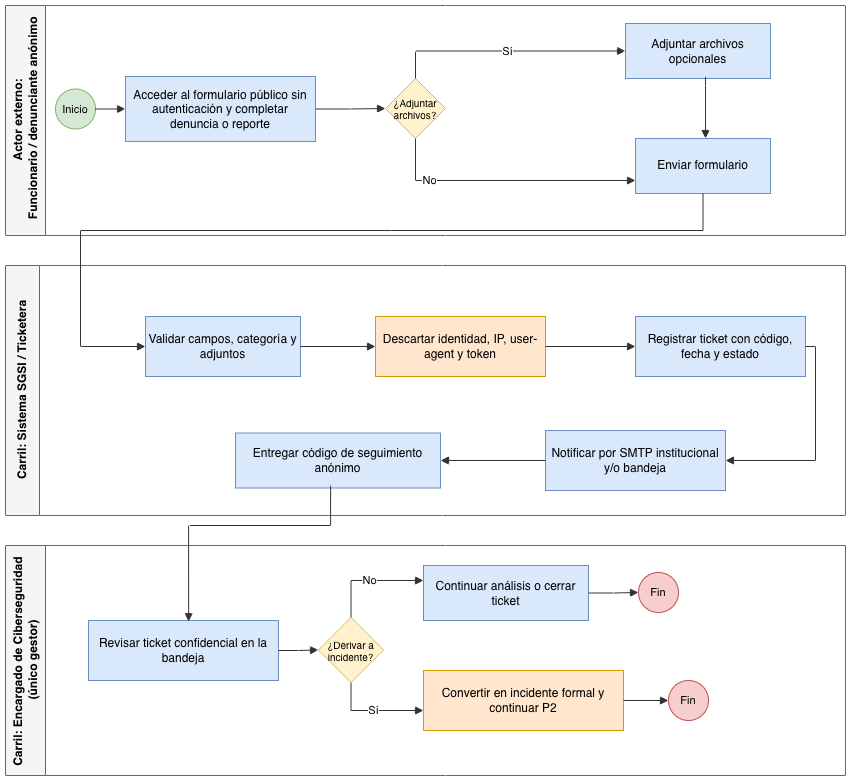 Actor externo:
Funcionario / denunciante anónimo
Inicio
Acceder al formulario público sin
autenticación y completar
denuncia o reporte
¿Adjuntar
archivos?
Sí
Adjuntar archivos
opcionales
No
Enviar formulario
Carril: Sistema SGSI / Ticketera
Validar campos, categoría y
adjuntos
Descartar identidad, IP, user-
agent y token
Registrar ticket con código,
fecha y estado
Notificar por SMTP institucional
y/o bandeja
Entregar código de seguimiento
anónimo
Carril: Encargado de Ciberseguridad
(único gestor)
Revisar ticket confidencial en la
bandeja
¿Derivar a
incidente?
No
Continuar análisis o cerrar
ticket
Fin
Sí
Convertir en incidente formal y
continuar P2
Fin